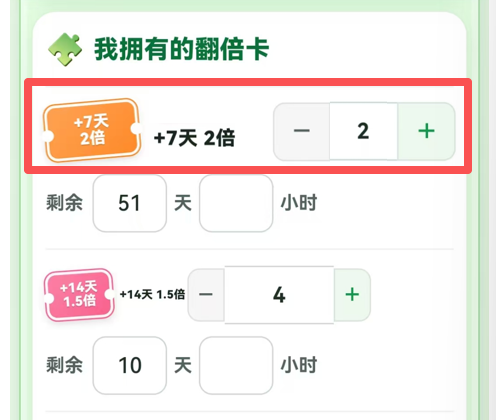 我拥有的翻倍卡
+7天
2倍
+7天 2倍 − 2 +
剩余 51 天 小时
+14天
1.5倍
+14天 1.5倍 − 4 +
剩余 10 天 小时